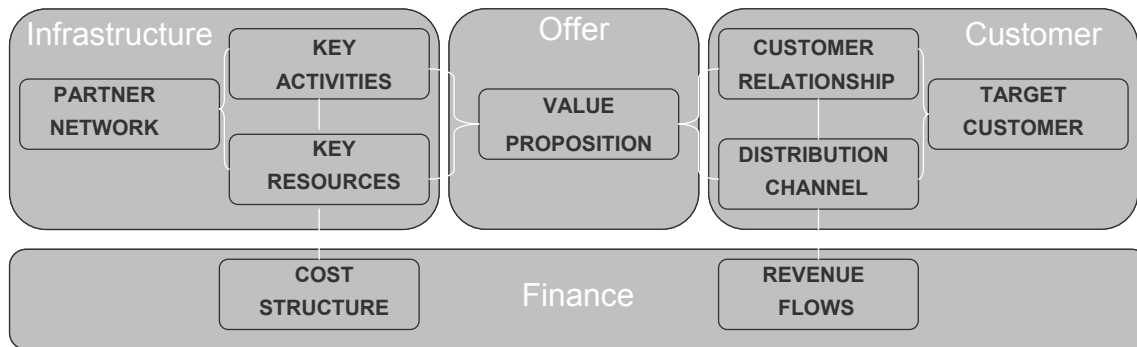 Infrastructure
KEY
ACTIVITIES
PARTNER
NETWORK
KEY
RESOURCES
Offer
VALUE
PROPOSITION
Customer
CUSTOMER
RELATIONSHIP
TARGET
CUSTOMER
DISTRIBUTION
CHANNEL
Finance
COST
STRUCTURE
REVENUE
FLOWS